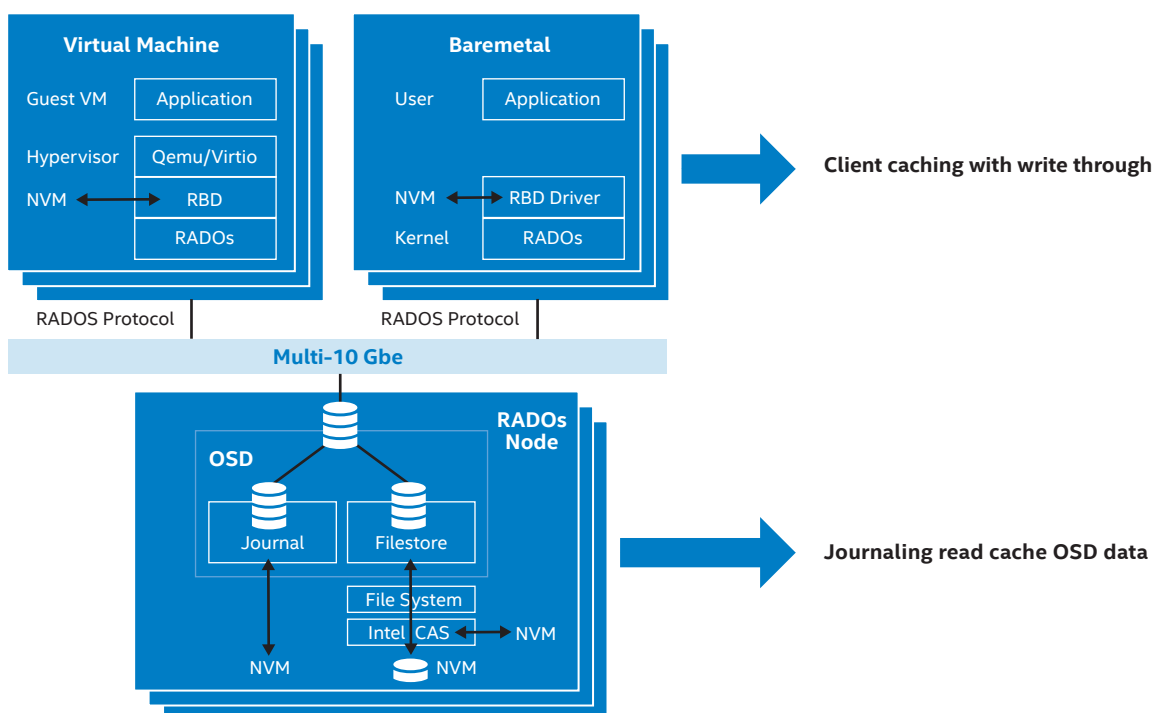 Virtual Machine
Guest VM
Application
Hypervisor
Qemu/Virtio
NVM
RBD
RADOs
Baremetal
User
Application
NVM
RBD Driver
Kernel
RADOs
Client caching with write through
RADOS Protocol
RADOS Protocol
Multi-10 Gbe
RADOs
Node
OSD
Journal
Filestore
File System
Intel CAS
NVM
NVM
NVM
Journaling read cache OSD data